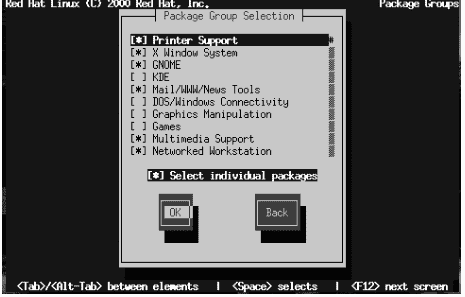 Red Hat Linux (C) 2000 Red Hat, Inc. Package Groups
Package Group Selection
[*] Printer Support
[*] X Window System
[*] GNOME
[ ] KDE
[*] Mail/WWW/News Tools
[ ] DOS/Windows Connectivity
[ ] Graphics Manipulation
[ ] Games
[*] Multimedia Support
[*] Networked Workstation
[*] Select individual packages
OK Back
<Tab>/<Alt-Tab> between elements | <Space> selects | <F12> next screen